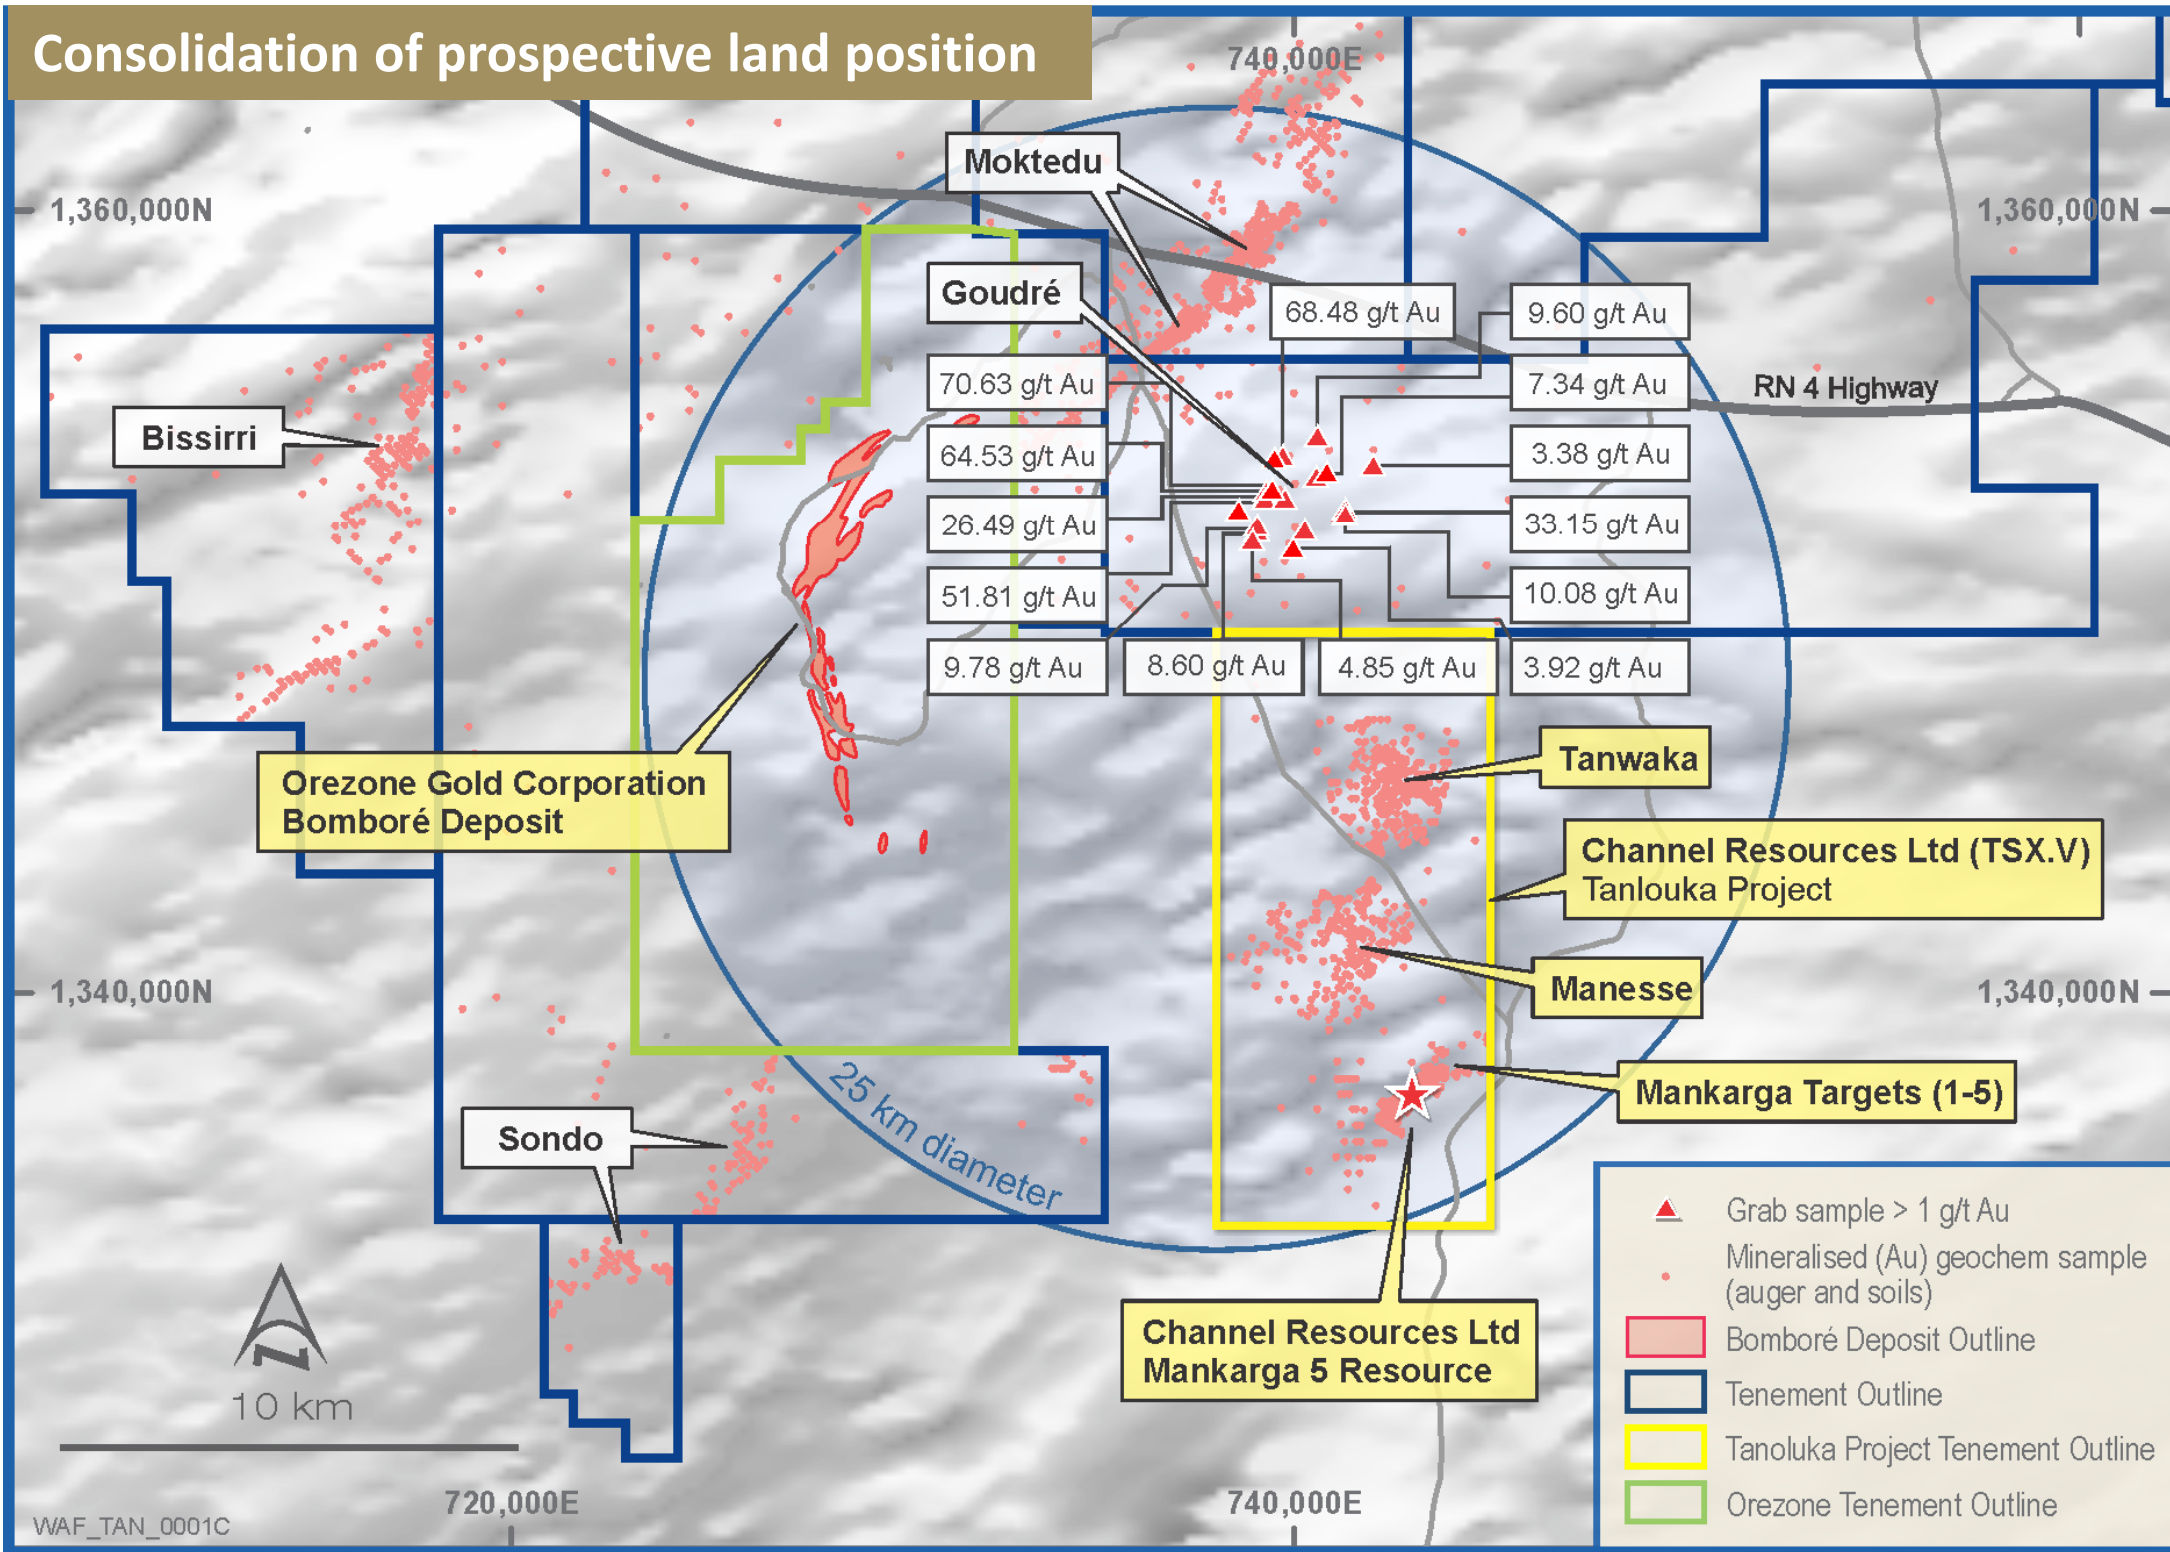 Consolidation of prospective land position
740,000E
Moktedu
1,360,000N
1,360,000N
Goudré
68.48 g/t Au
9.60 g/t Au
70.63 g/t Au
7.34 g/t Au
RN 4 Highway
Bissirri
64.53 g/t Au
3.38 g/t Au
26.49 g/t Au
33.15 g/t Au
51.81 g/t Au
10.08 g/t Au
9.78 g/t Au
8.60 g/t Au
4.85 g/t Au
3.92 g/t Au
Tanwaka
Orezone Gold Corporation
Bomboré Deposit
Channel Resources Ltd (TSX.V)
Tanlouka Project
1,340,000N
Manesse
1,340,000N
25 km diameter
Mankarga Targets (1-5)
Sondo
Channel Resources Ltd
Mankarga 5 Resource
N
10 km
720,000E
740,000E
WAF_TAN_0001C
Grab sample > 1 g/t Au
Mineralised (Au) geochem sample
(auger and soils)
Bomboré Deposit Outline
Tenement Outline
Tanoluka Project Tenement Outline
Orezone Tenement Outline